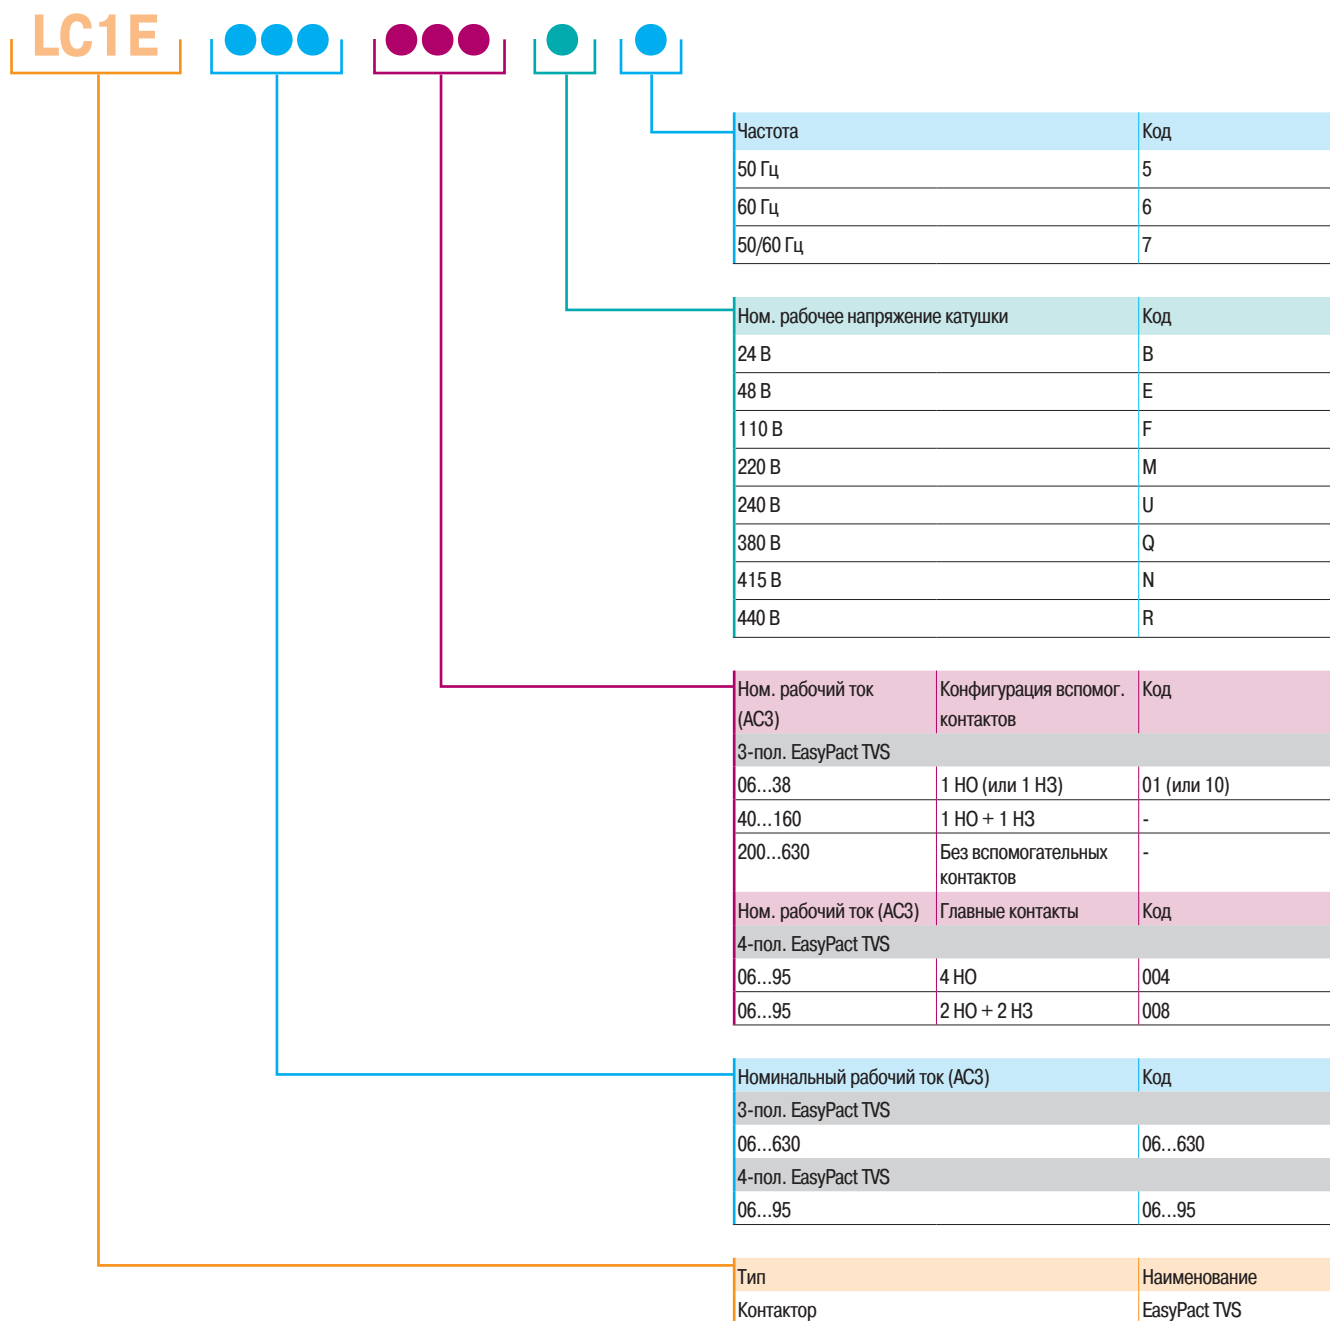 LC1E
Частота Код
50 Гц 5
60 Гц 6
50/60 Гц 7
Ном. рабочее напряжение катушки Код
24 В B
48 В E
110 В F
220 В M
240 В U
380 В Q
415 В N
440 В R
Ном. рабочий ток Конфигурация вспомог. Код
(AC3) контактов
3-пол. EasyPact TVS
06...38 1 НО (или 1 НЗ) 01 (или 10)
40...160 1 НО + 1 НЗ -
200...630 Без вспомогательных -
контактов
Ном. рабочий ток (AC3) Главные контакты Код
4-пол. EasyPact TVS
06...95 4 НО 004
06...95 2 НО + 2 НЗ 008
Номинальный рабочий ток (AC3) Код
3-пол. EasyPact TVS
06...630 06...630
4-пол. EasyPact TVS
06...95 06...95
Тип Наименование
Контактор EasyPact TVS